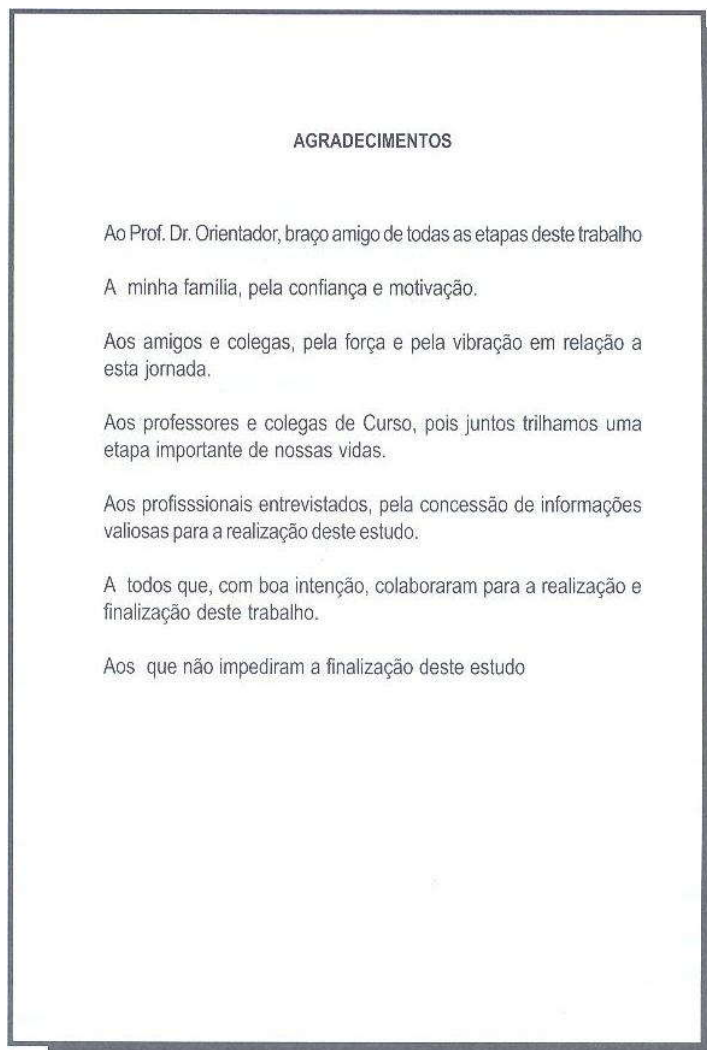 AGRADECIMENTOS
Ao Prof. Dr. Orientador, braço amigo de todas as etapas deste trabalho
A minha família, pela confiança e motivação.
Aos amigos e colegas, pela força e pela vibração em relação a
esta jornada.
Aos professores e colegas de Curso, pois juntos trilhamos uma
etapa importante de nossas vidas.
Aos profisssionais entrevistados, pela concessão de informações
valiosas para a realização deste estudo.
A todos que, com boa intenção, colaboraram para a realização e
finalização deste trabalho.
Aos que não impediram a finalização deste estudo